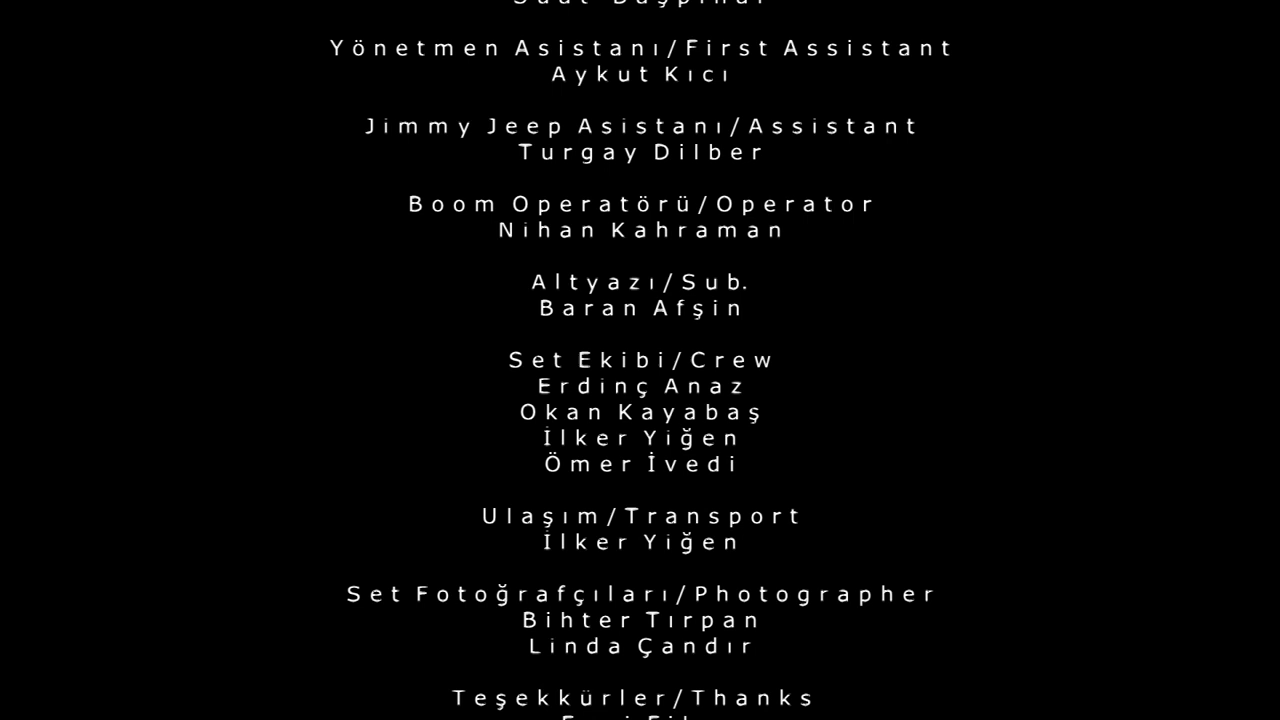 Yönetmen Asistanı/First Assistant
Aykut Kıcı
Jimmy Jeep Asistanı/Assistant
Turgay Dilber
Boom Operatörü/Operator
Nihan Kahraman
Altyazı/Sub.
Baran Afşin
Set Ekibi/Crew
Erdinç Anaz
Okan Kayabaş
İlker Yiğen
Ömer İvedi
Ulaşım/Transport
İlker Yiğen
Set Fotoğrafçıları/Photographer
Bihter Tırpan
Linda Çandır
Teşekkürler/Thanks